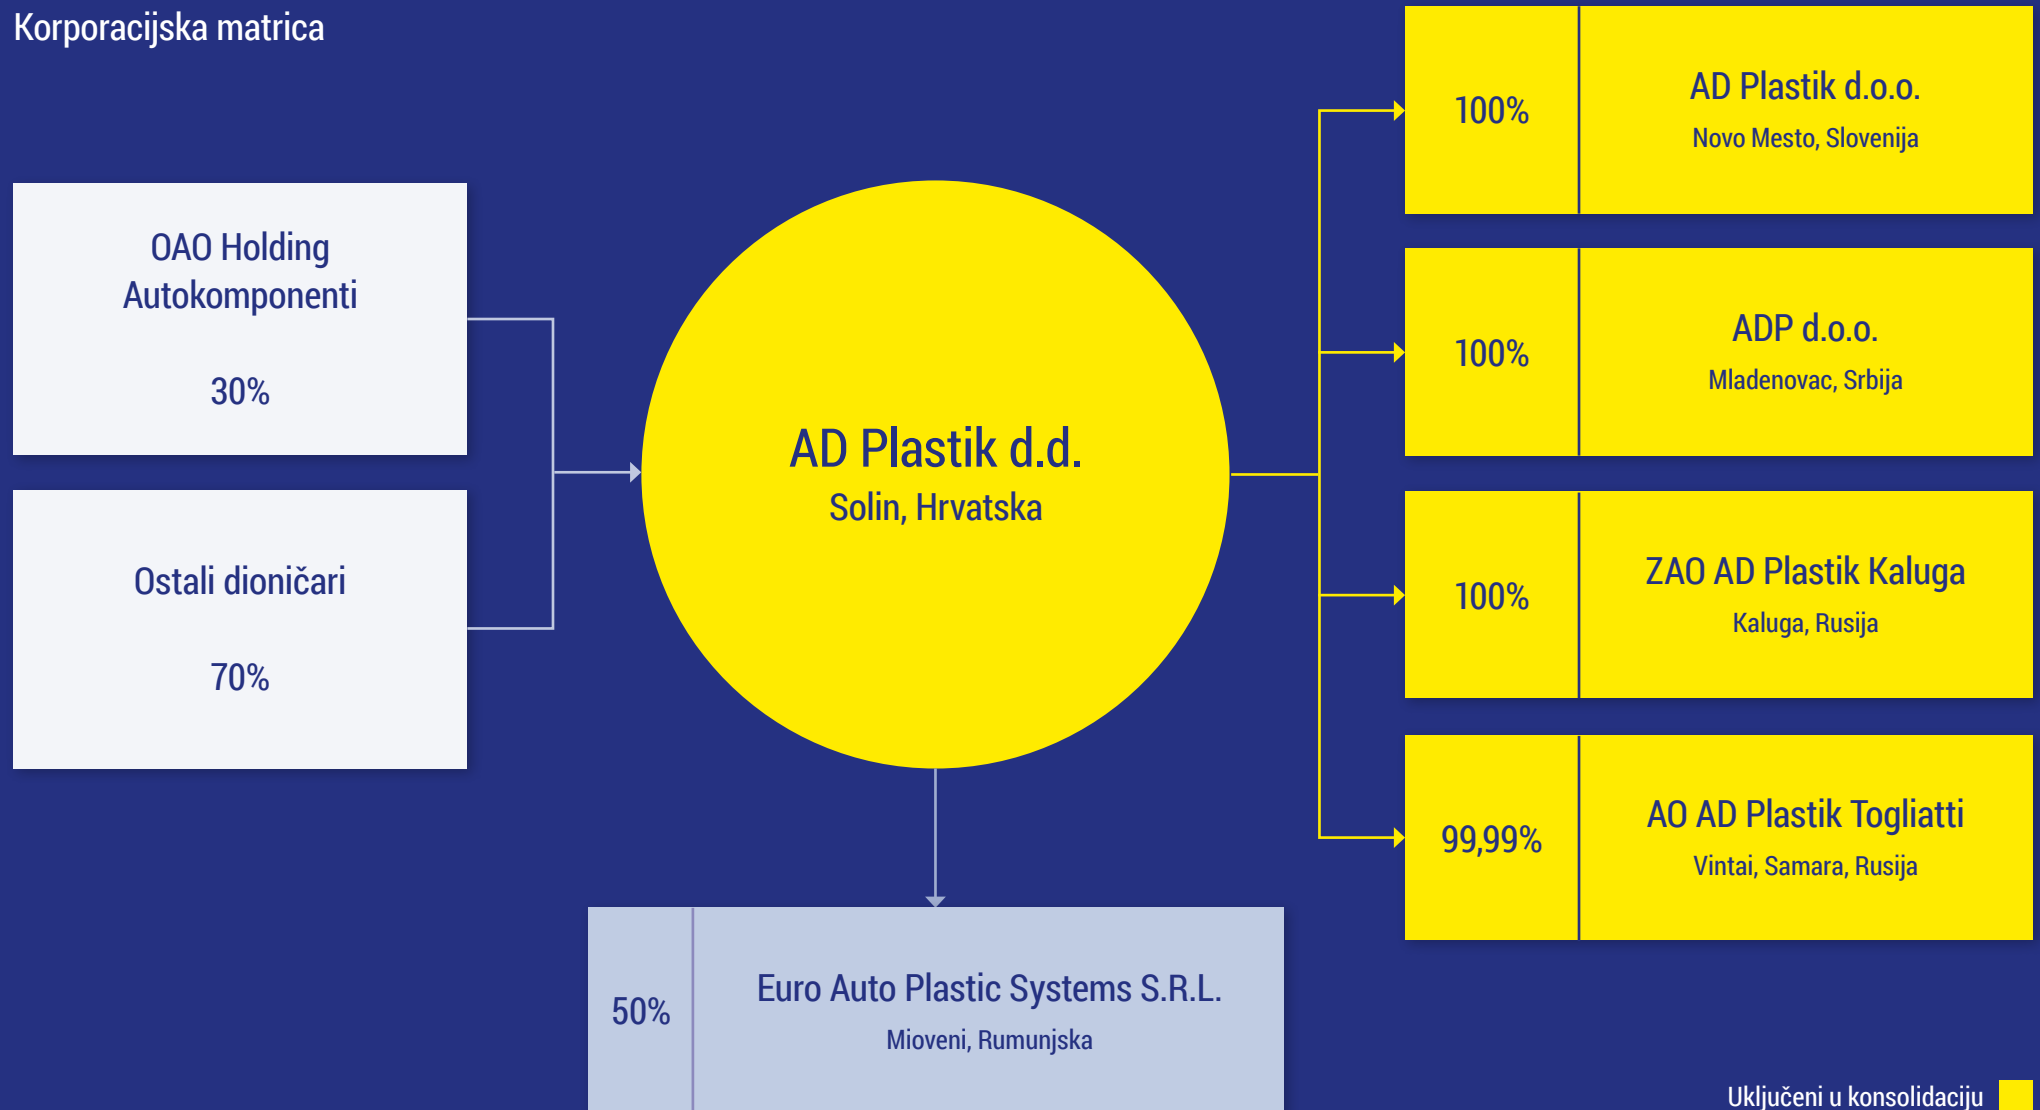 Korporacijska matrica
OAO Holding
Autokomponenti
30%
Ostali dioničari
70%
AD Plastik d.d.
Solin, Hrvatska
100%
AD Plastik d.o.o.
Novo Mesto, Slovenija
100%
ADP d.o.o.
Mladenovac, Srbija
100%
ZAO AD Plastik Kaluga
Kaluga, Rusija
99,99%
AO AD Plastik Togliatti
Vintai, Samara, Rusija
50%
Euro Auto Plastic Systems S.R.L.
Mioveni, Rumunjska
Uključeni u konsolidaciju